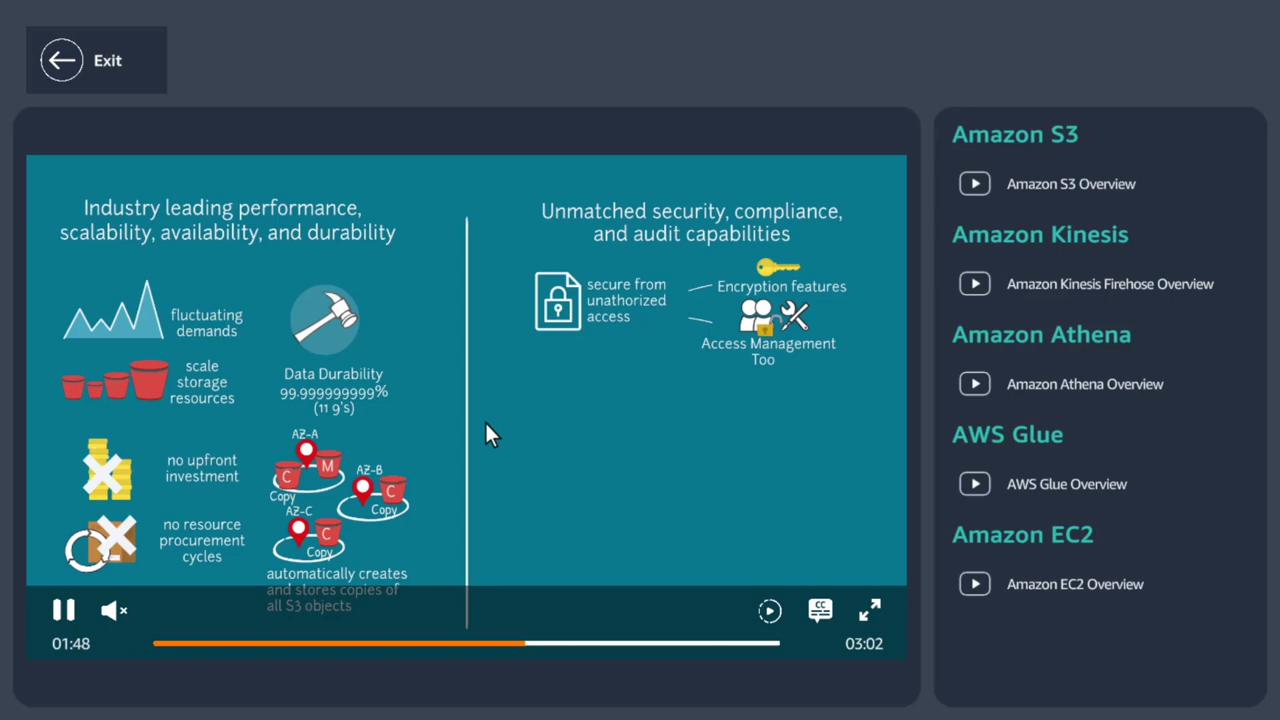 Exit
Industry leading performance,
scalability, availability, and durability
fluctuating
demands
scale
storage
resources
no upfront
investment
no resource
procurement
cycles
Data Durability
99.999999999%
(11 9's)
AZ-A
C
M
Copy
AZ-B
C
Copy
AZ-C
C
Copy
automatically creates
and stores copies of
all S3 objects
Unmatched security, compliance,
and audit capabilities
secure from
unathorized
access
Encryption features
Access Management
Too
CC
01:48
03:02
Amazon S3
Amazon S3 Overview
Amazon Kinesis
Amazon Kinesis Firehose Overview
Amazon Athena
Amazon Athena Overview
AWS Glue
AWS Glue Overview
Amazon EC2
Amazon EC2 Overview